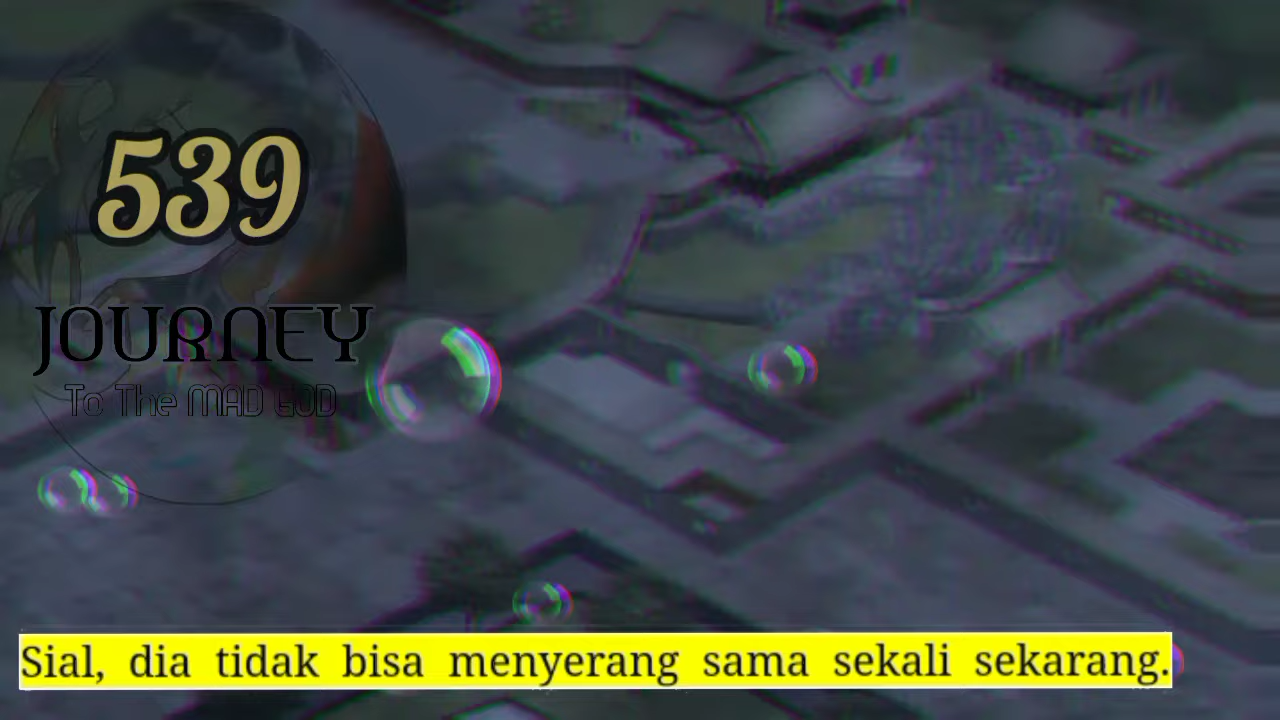 539
JOURNEY
To The MAD GOD
Sial, dia tidak bisa menyerang sama sekali sekarang.